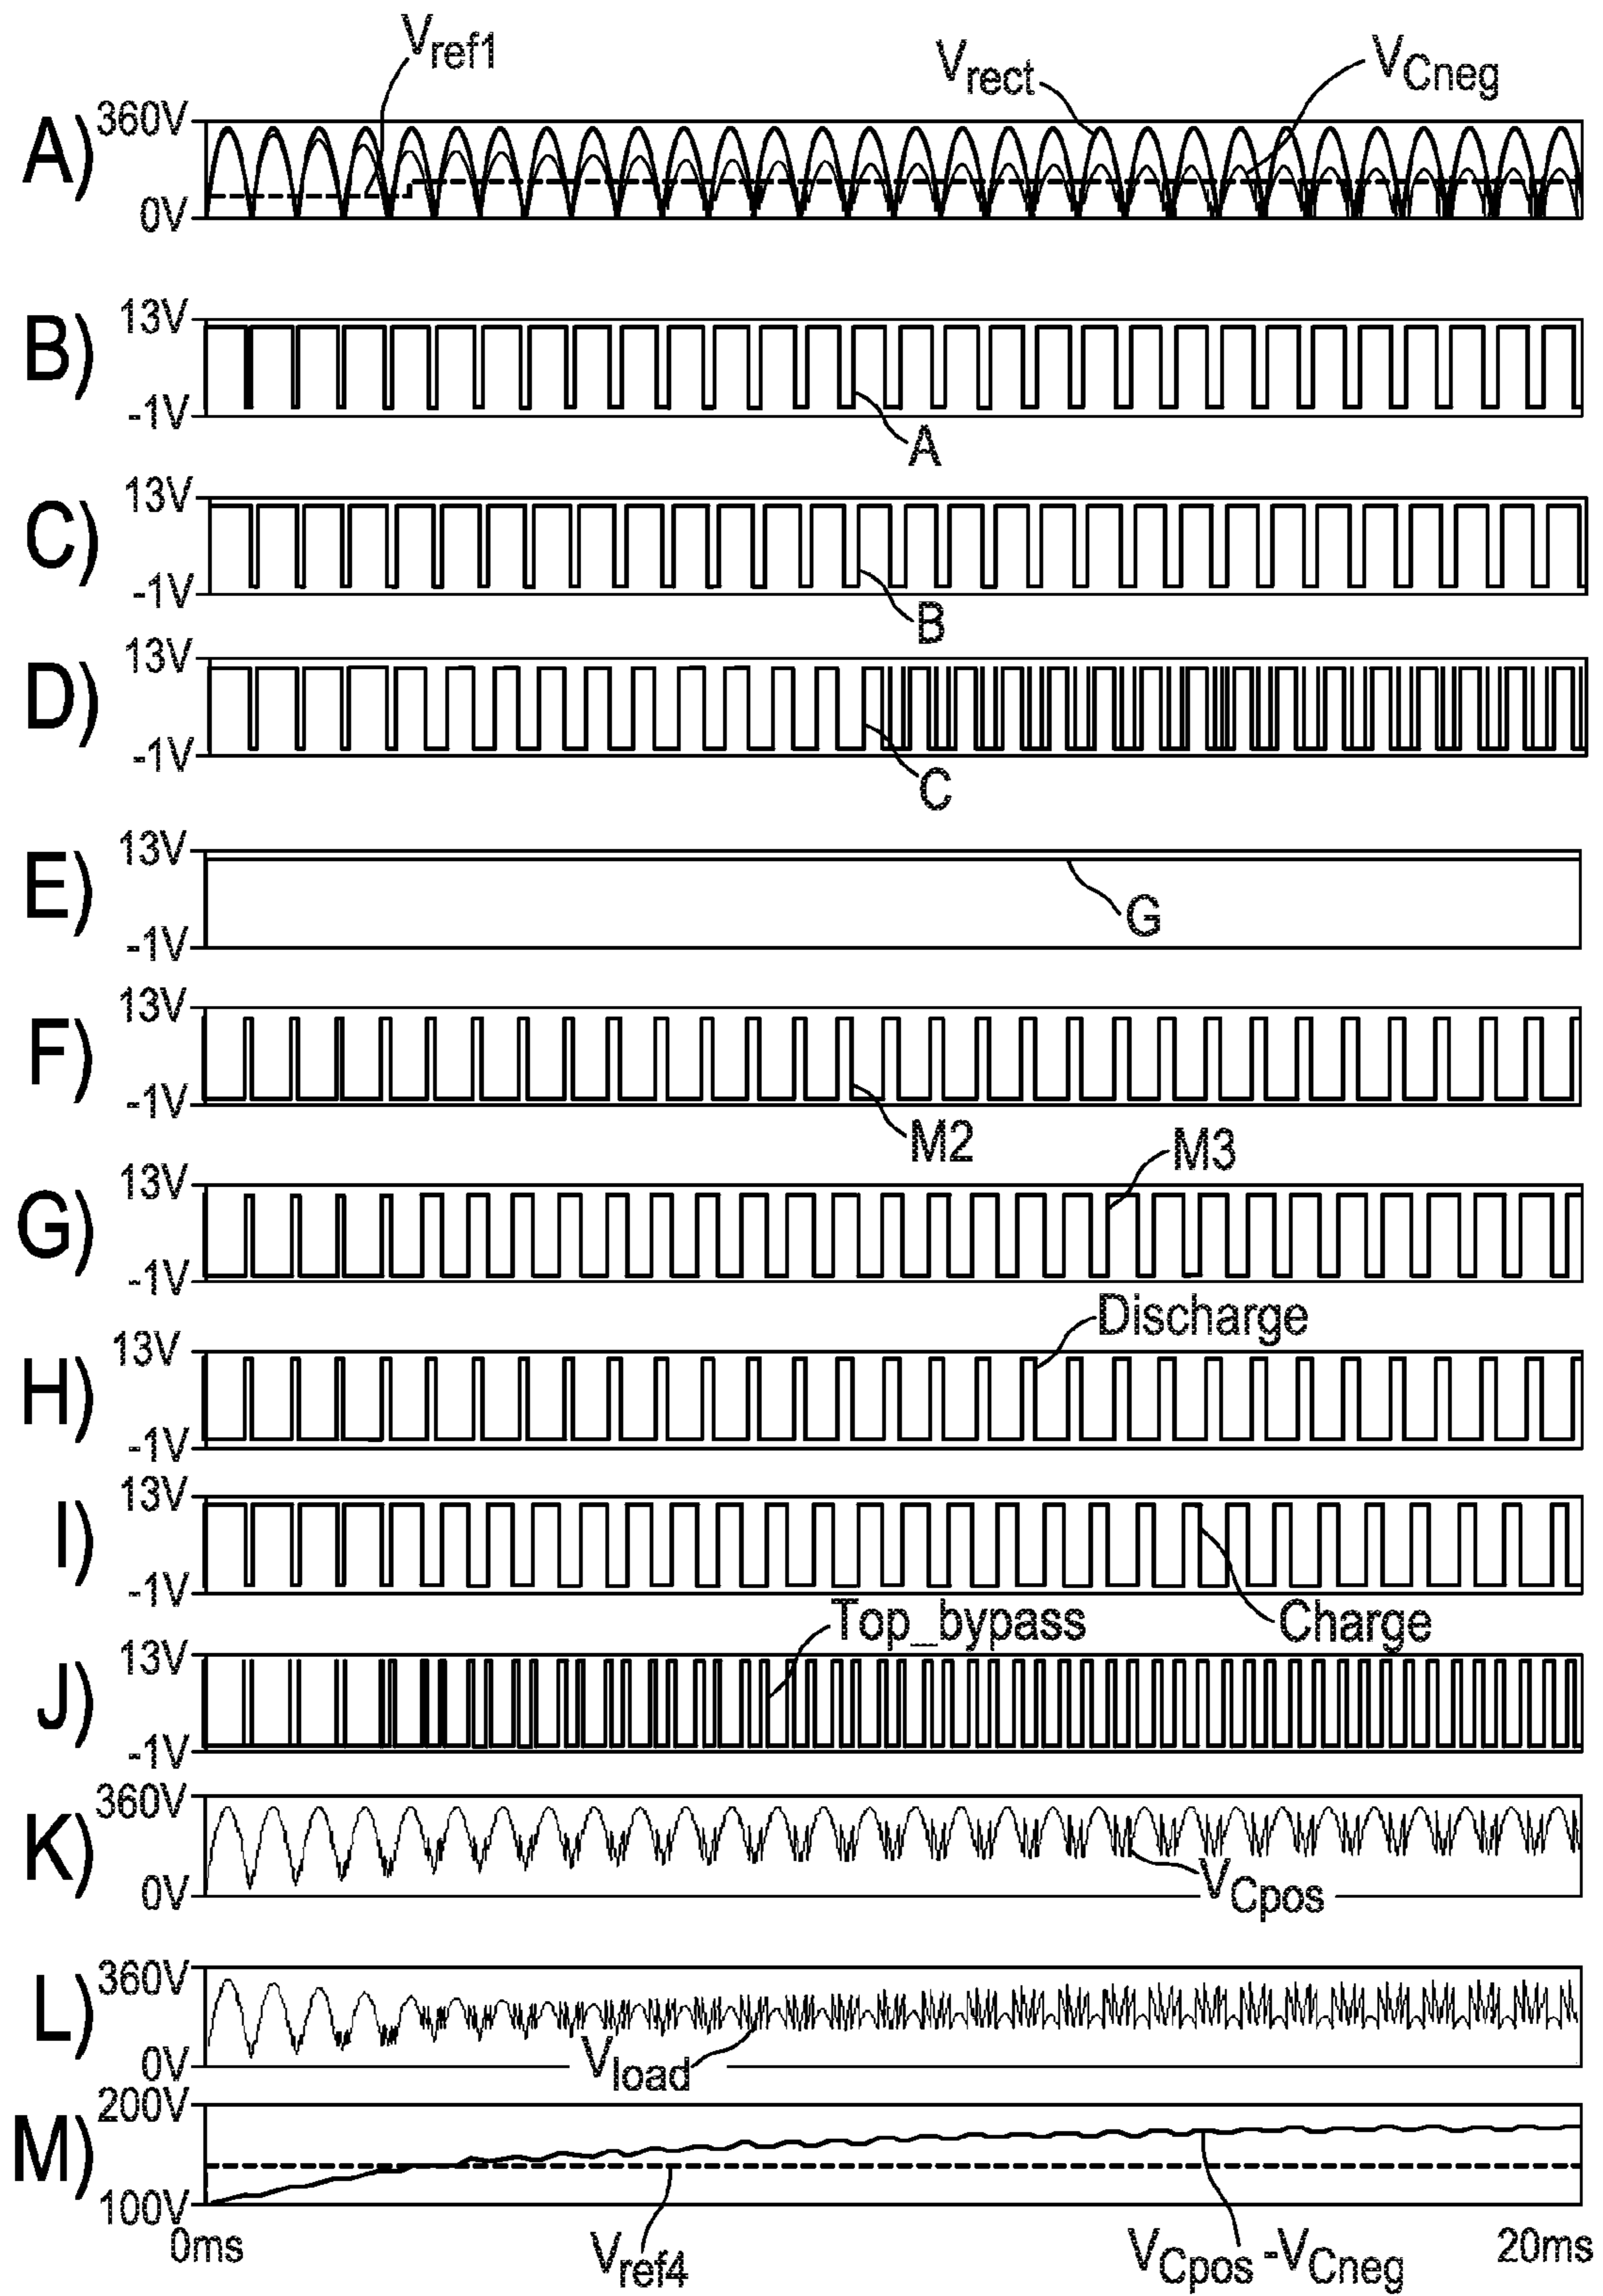 Vref1
Vrect
VCneg
A)
360V
0V
B)
13V
-1V
A
C)
13V
-1V
B
D)
13V
-1V
C
E)
13V
-1V
G
F)
13V
-1V
M2
M3
G)
13V
-1V
Discharge
H)
13V
-1V
I)
13V
-1V
Top_bypass
Charge
J)
13V
-1V
K)
360V
0V
VCpos
L)
360V
0V
Vload
M)
200V
100V
0ms
Vref4
VCpos -VCneg
20ms